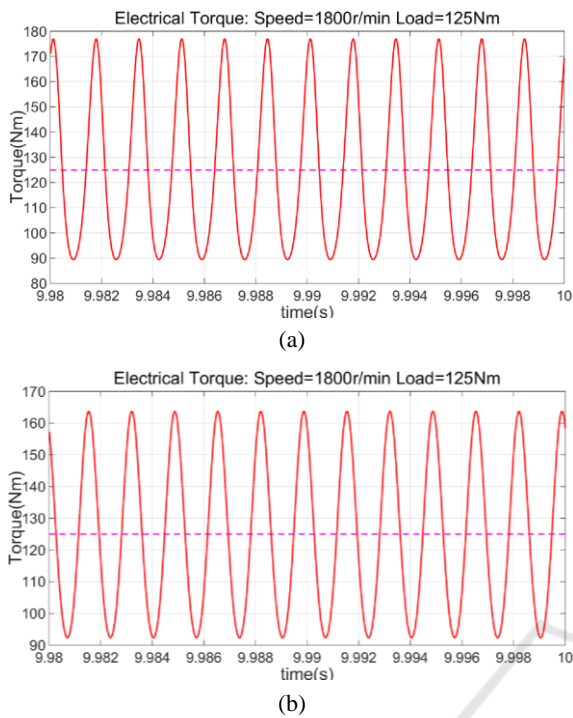 Electrical Torque: Speed=1800r/min Load=125Nm
Torque(Nm)
180
170
160
150
140
130
120
110
100
90
80
9.98 9.982 9.984 9.986 9.988 9.99 9.992 9.994 9.996 9.998 10
time(s)
(a)
Electrical Torque: Speed=1800r/min Load=125Nm
Torque(Nm)
170
160
150
140
130
120
110
100
90
9.98 9.982 9.984 9.986 9.988 9.99 9.992 9.994 9.996 9.998 10
time(s)
(b)